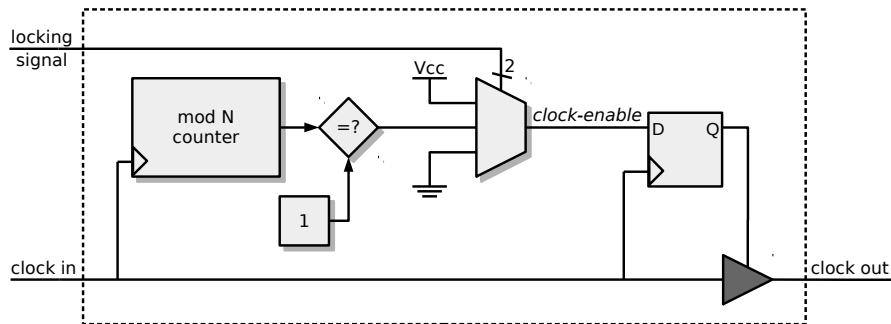 locking
signal
Vcc
2
mod N
counter
=?
clock-enable
D
Q
1
clock in
clock out